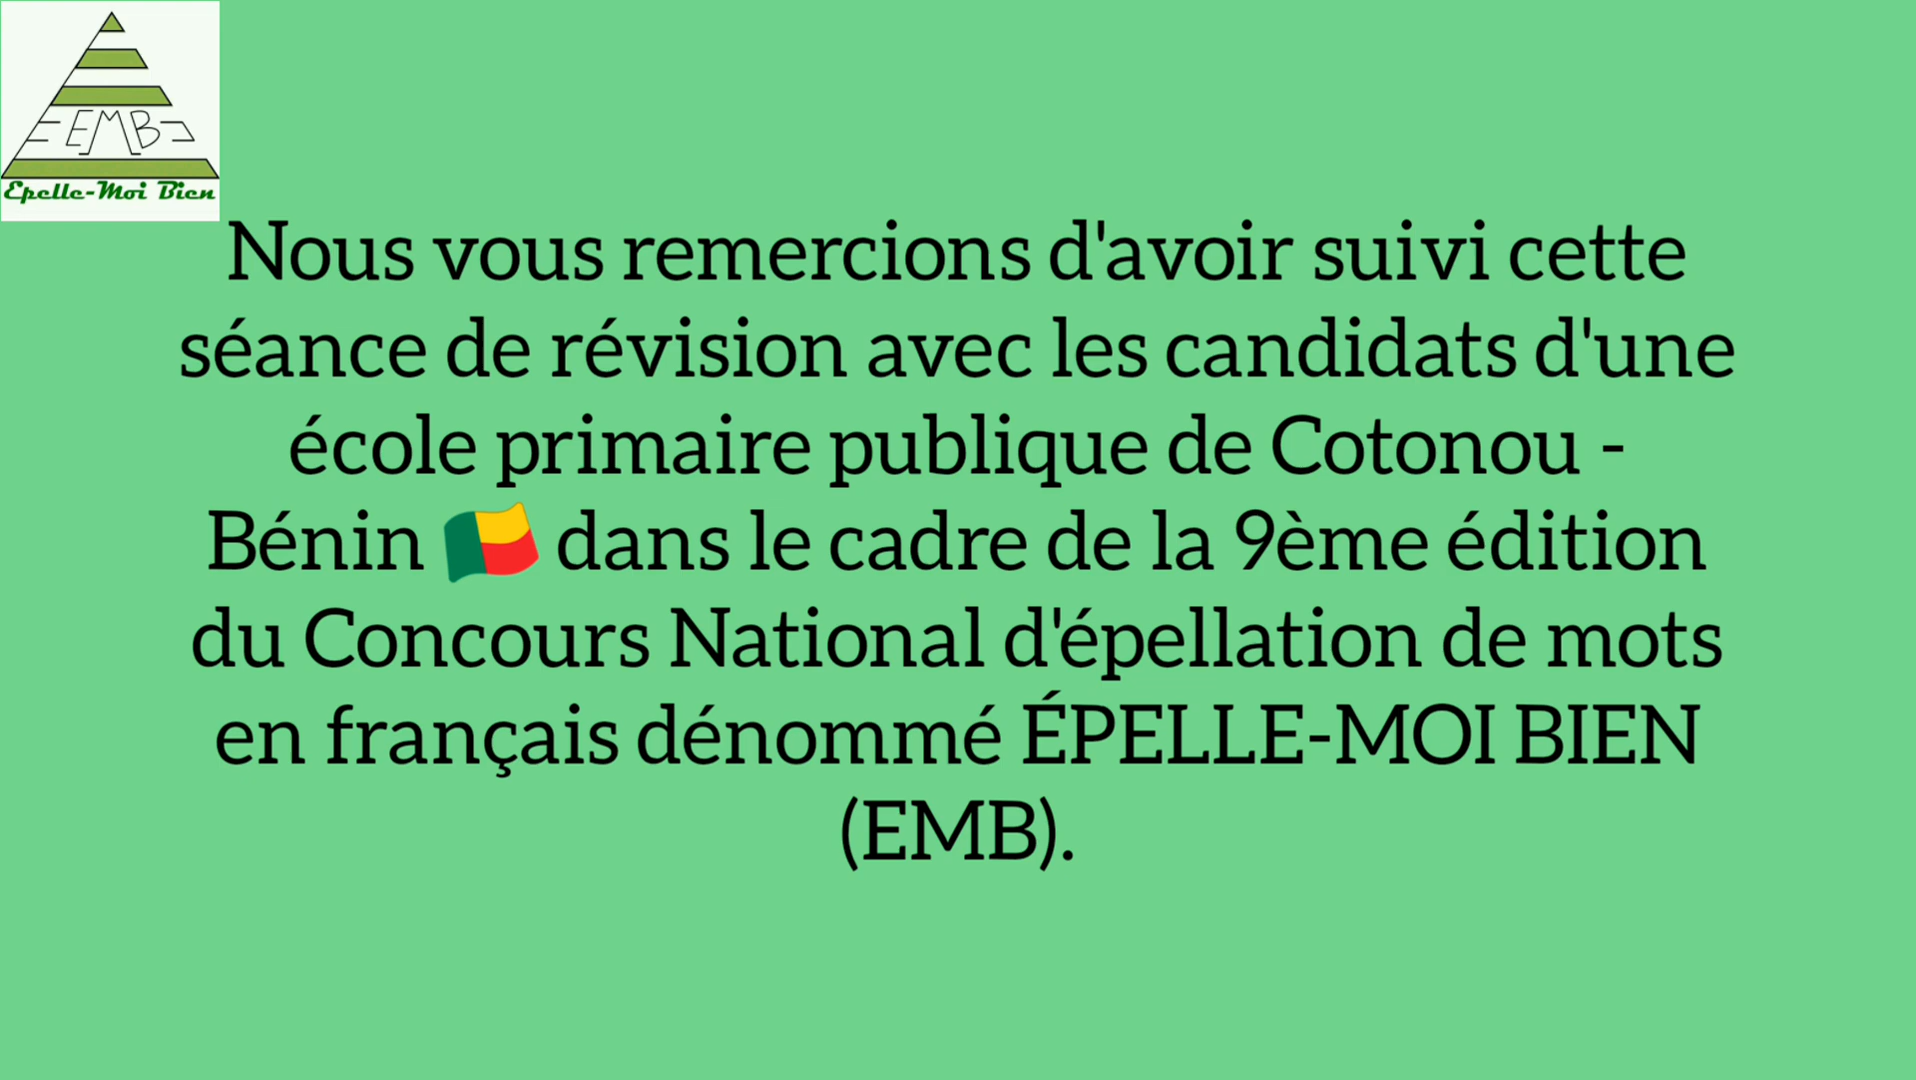 EMB
Epelle-Moi Bien
Nous vous remercions d'avoir suivi cette
séance de révision avec les candidats d'une
école primaire publique de Cotonou -
Bénin 🇧🇯 dans le cadre de la 9ème édition
du Concours National d'épellation de mots
en français dénommé ÉPELLE-MOI BIEN
(EMB).